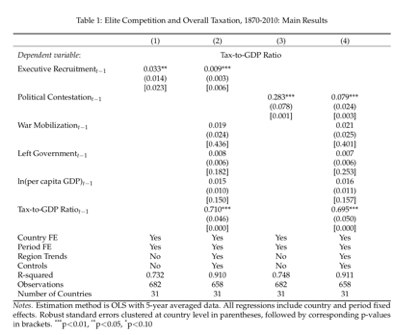 Table 1: Elite Competition and Overall Taxation, 1870-2010: Main Results
(1) (2) (3) (4)
Dependent variable: Tax-to-GDP Ratio
Executive Recruitment t−1 0.033** 0.009***
(0.014) (0.003)
[0.023] [0.006]
Political Contestation t−1 0.283*** 0.079***
(0.078) (0.024)
[0.001] [0.003]
War Mobilization t−1 0.019 0.021
(0.024) (0.025)
[0.436] [0.401]
Left Government t−1 0.008 0.007
(0.006) (0.006)
[0.182] [0.253]
ln(per capita GDP) t−1 0.015 0.016
(0.010) (0.011)
[0.150] [0.157]
Tax-to-GDP Ratio t−1 0.710*** 0.695***
(0.046) (0.050)
[0.000] [0.000]
Country FE Yes Yes Yes Yes
Period FE Yes Yes Yes Yes
Region Trends No Yes No Yes
Controls No Yes No Yes
R-squared 0.732 0.910 0.748 0.911
Observations 682 658 682 658
Number of Countries 31 31 31 31
Notes. Estimation method is OLS with 5-year averaged data. All regressions include country and period fixed
effects. Robust standard errors clustered at country level in parentheses, followed by corresponding p-values
in brackets. ***p<0.01, **p<0.05, *p<0.10